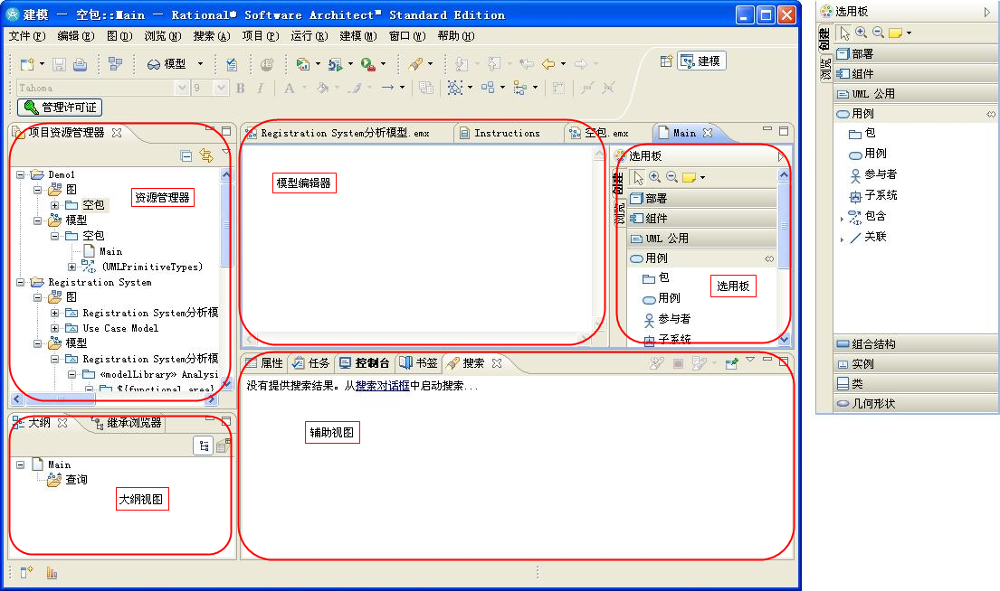 建模 － 空包::Main － Rational® Software Architect™ Standard Edition
文件(F) 编辑(E) 图(D) 浏览(N) 搜索(A) 项目(P) 运行(R) 建模(M) 窗口(W) 帮助(H)
模型
建模
Tahoma 9 B I A
管理许可证
项目资源管理器
Demo1
图
空包
模型
空包
Main
(UMLPrimitiveTypes)
Registration System
图
Registration System分析模
Use Case Model
模型
Registration System分析模
«modelLibrary» Analysi
${functional.area}
资源管理器
大纲 继承浏览器
Main
查询
大纲视图
Registration System分析模型.emx Instructions 空包.emx Main
模型编辑器
选用板
创建
浏览
部署
组件
UML 公用
用例
包
用例
参与者
子系统
选用板
属性 任务 控制台 书签 搜索
没有提供搜索结果。从搜索对话框中启动搜索...
辅助视图
选用板
创建
浏览
部署
组件
UML 公用
用例
包
用例
参与者
子系统
包含
关联
组合结构
实例
类
几何形状